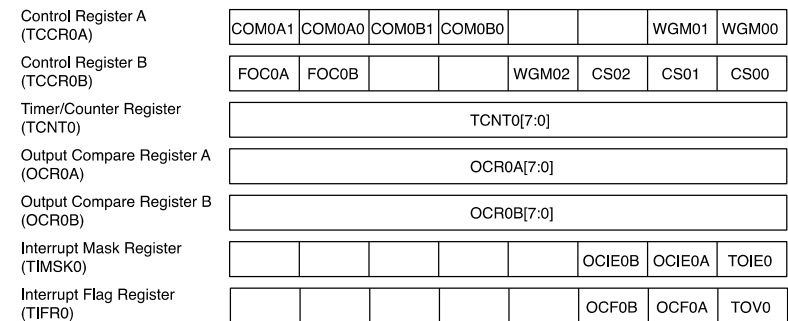 Control Register A
(TCCR0A)
COM0A1 COM0A0 COM0B1 COM0B0 WGM01 WGM00
Control Register B
(TCCR0B)
FOC0A FOC0B WGM02 CS02 CS01 CS00
Timer/Counter Register
(TCNT0)
TCNT0[7:0]
Output Compare Register A
(OCR0A)
OCR0A[7:0]
Output Compare Register B
(OCR0B)
OCR0B[7:0]
Interrupt Mask Register
(TIMSK0)
OCIE0B OCIE0A TOIE0
Interrupt Flag Register
(TIFR0)
OCF0B OCF0A TOV0